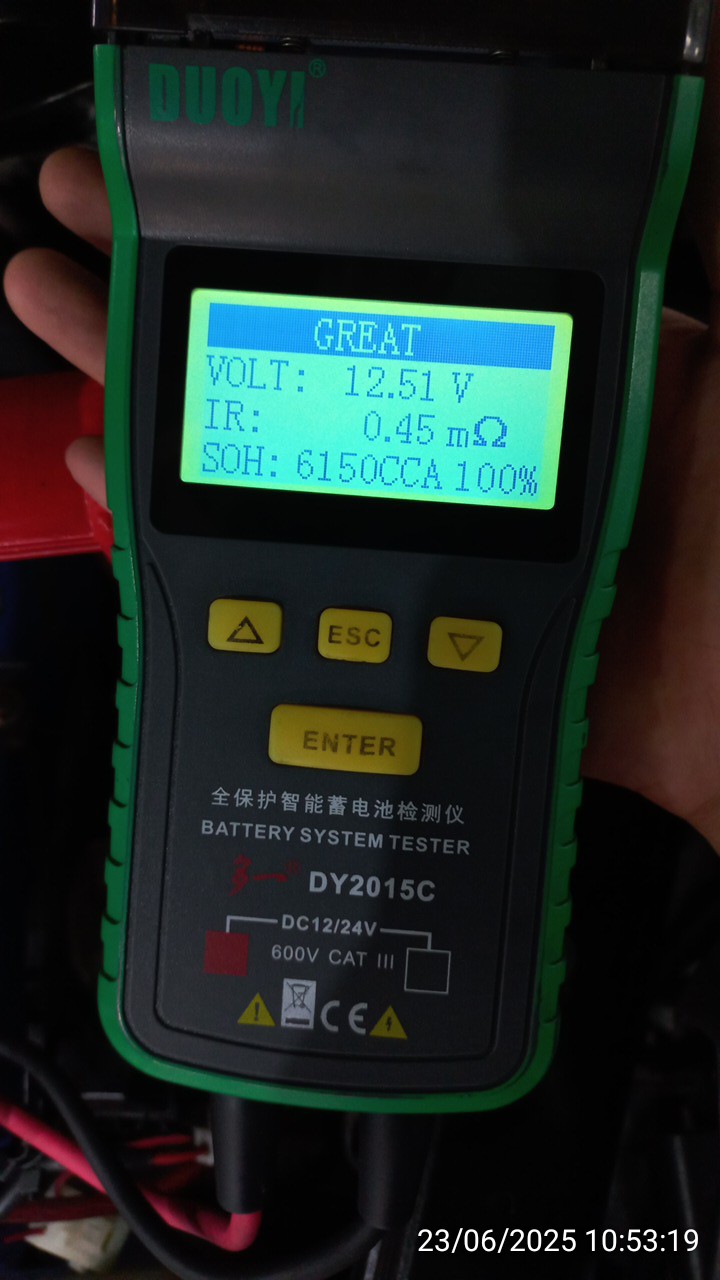 DUOYI®
GREAT
VOLT: 12.51 V
IR: 0.45 mΩ
SOH: 6150CCA 100%
ESC
ENTER
全保护智能蓄电池检测仪
BATTERY SYSTEM TESTER
多一® DY2015C
DC12/24V
600V CAT III
CE
23/06/2025 10:53:19